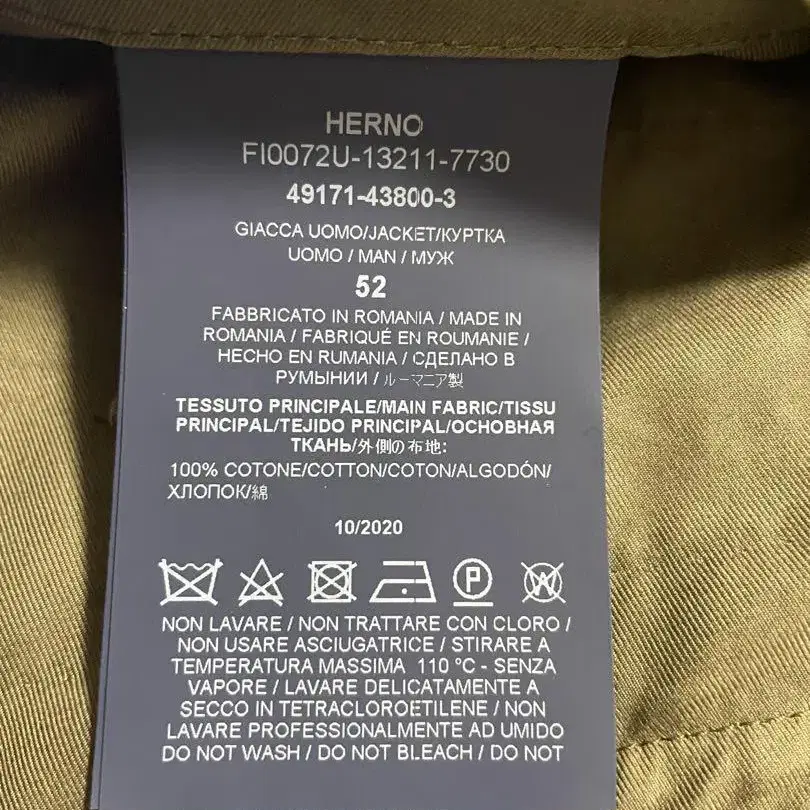 HERNO
FI0072U-13211-7730
49171-43800-3
GIACCA UOMO/JACKET/КУРТКА
UOMO / MAN / МУЖ
52
FABBRICATO IN ROMANIA / MADE IN
ROMANIA / FABRIQUÉ EN ROUMANIE /
HECHO EN RUMANIA / СДЕЛАНО В
РУМЫНИИ / ルーマニア製
TESSUTO PRINCIPALE/MAIN FABRIC/TISSU
PRINCIPAL/TEJIDO PRINCIPAL/ОСНОВНАЯ
ТКАНЬ/外側の布地:
100% COTONE/COTTON/COTON/ALGODÓN/
ХЛОПОК/綿
10/2020
P
W
NON LAVARE / NON TRATTARE CON CLORO /
NON USARE ASCIUGATRICE / STIRARE A
TEMPERATURA MASSIMA 110 °C - SENZA
VAPORE / LAVARE DELICATAMENTE A
SECCO IN TETRACLOROETILENE / NON
LAVARE PROFESSIONALMENTE AD UMIDO
DO NOT WASH / DO NOT BLEACH / DO NOT